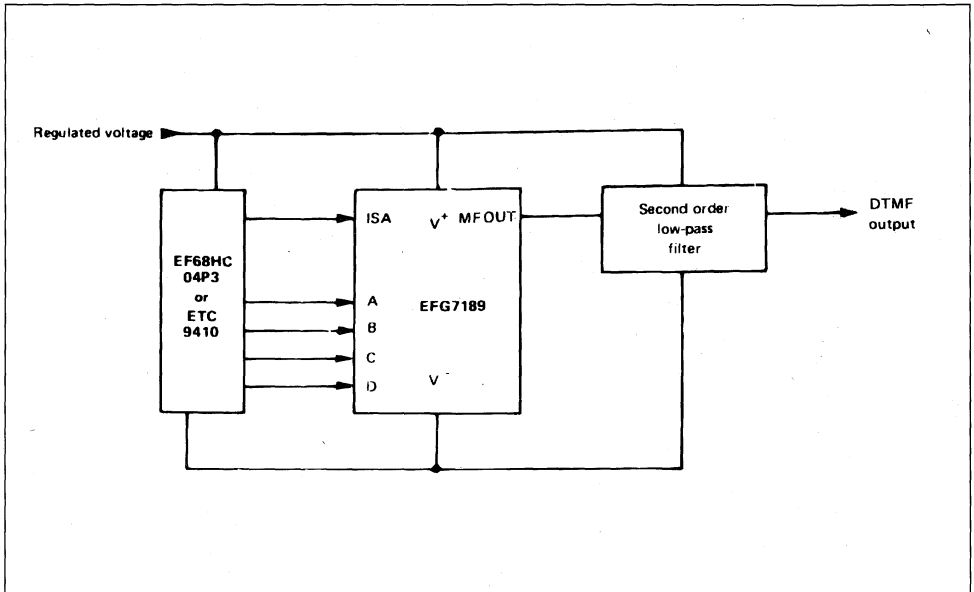 Regulated voltage
EF68HC
04P3
or
ETC
9410
ISA
A
B
C
D
V+ MFOUT
EFG7189
V-
Second order
low-pass
filter
DTMF
output